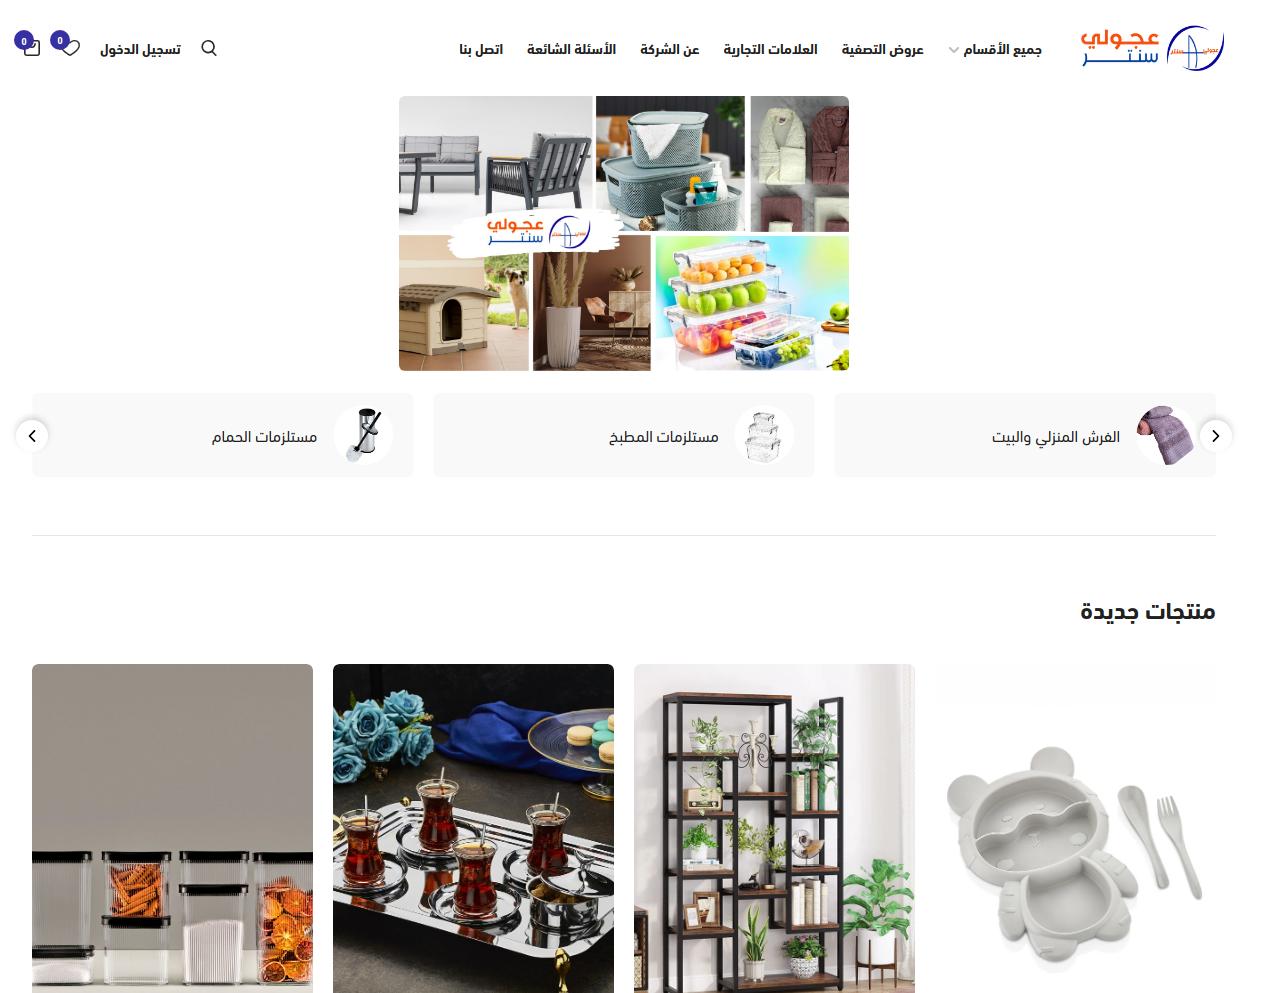 عجولي
سنتر
جميع الأقسام
عروض التصفية
العلامات التجارية
عن الشركة
الأسئلة الشائعة
اتصل بنا
تسجيل الدخول
0
0
عجولي
سنتر
الفرش المنزلي والبيت
مستلزمات المطبخ
مستلزمات الحمام
منتجات جديدة